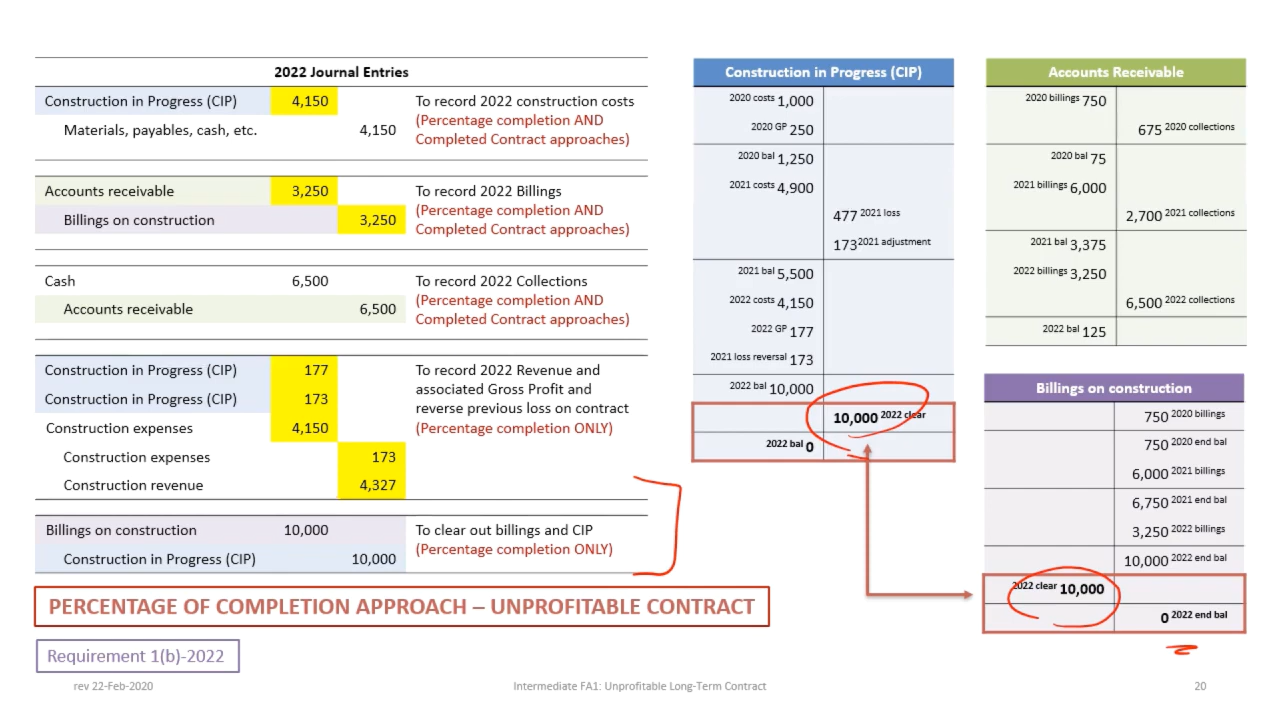 2022 Journal Entries
Construction in Progress (CIP) 4,150 To record 2022 construction costs
Materials, payables, cash, etc. 4,150 (Percentage completion AND
Completed Contract approaches)
Accounts receivable 3,250 To record 2022 Billings
Billings on construction 3,250 (Percentage completion AND
Completed Contract approaches)
Cash 6,500 To record 2022 Collections
Accounts receivable 6,500 (Percentage completion AND
Completed Contract approaches)
Construction in Progress (CIP) 177 To record 2022 Revenue and
Construction in Progress (CIP) 173 associated Gross Profit and
reverse previous loss on contract
Construction expenses 4,150 (Percentage completion ONLY)
Construction expenses 173
Construction revenue 4,327
Billings on construction 10,000 To clear out billings and CIP
Construction in Progress (CIP) 10,000 (Percentage completion ONLY)
PERCENTAGE OF COMPLETION APPROACH – UNPROFITABLE CONTRACT
Requirement 1(b)-2022
Construction in Progress (CIP)
2020 costs 1,000
2020 GP 250
2020 bal 1,250
2021 costs 4,900
477 2021 loss
173 2021 adjustment
2021 bal 5,500
2022 costs 4,150
2022 GP 177
2021 loss reversal 173
2022 bal 10,000
10,000 2022 clear
2022 bal 0
Accounts Receivable
2020 billings 750
675 2020 collections
2020 bal 75
2021 billings 6,000
2,700 2021 collections
2021 bal 3,375
2022 billings 3,250
6,500 2022 collections
2022 bal 125
Billings on construction
750 2020 billings
750 2020 end bal
6,000 2021 billings
6,750 2021 end bal
3,250 2022 billings
10,000 2022 end bal
2022 clear 10,000
0 2022 end bal
rev 22-Feb-2020
Intermediate FA1: Unprofitable Long-Term Contract
20